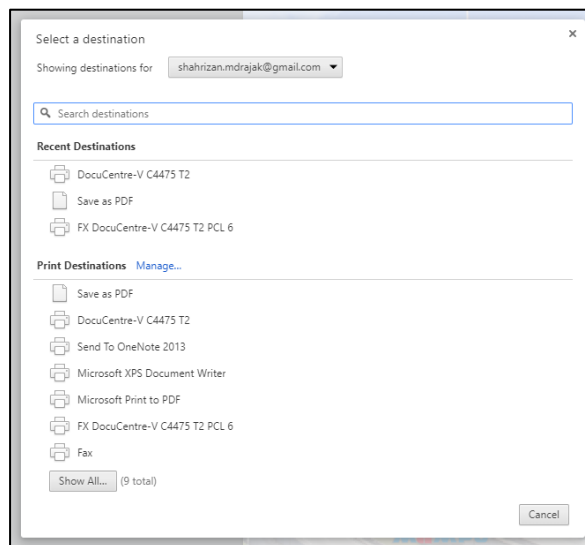 Select a destination
Showing destinations for shahrizan.mdrajak@gmail.com
Search destinations
Recent Destinations
DocuCentre-V C4475 T2
Save as PDF
FX DocuCentre-V C4475 T2 PCL 6
Print Destinations Manage...
Save as PDF
DocuCentre-V C4475 T2
Send To OneNote 2013
Microsoft XPS Document Writer
Microsoft Print to PDF
FX DocuCentre-V C4475 T2 PCL 6
Fax
Show All... (9 total)
Cancel